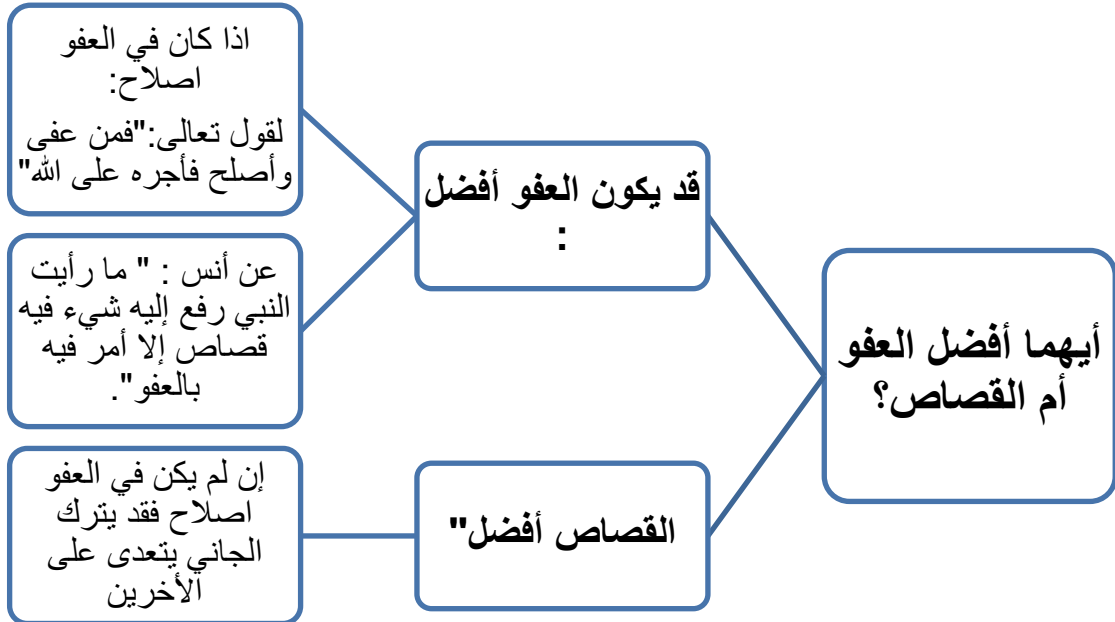 أيهما أفضل العفو
أم القصاص؟
قد يكون العفو أفضل
:
اذا كان في العفو
اصلاح:
لقول تعالى:"فمن عفى
وأصلح فأجره على الله"
عن أنس : " ما رأيت
النبي رفع إليه شيء فيه
قصاص إلا أمر فيه
بالعفو".
القصاص أفضل"
إن لم يكن في العفو
اصلاح فقد يترك
الجاني يتعدى على
الأخرين